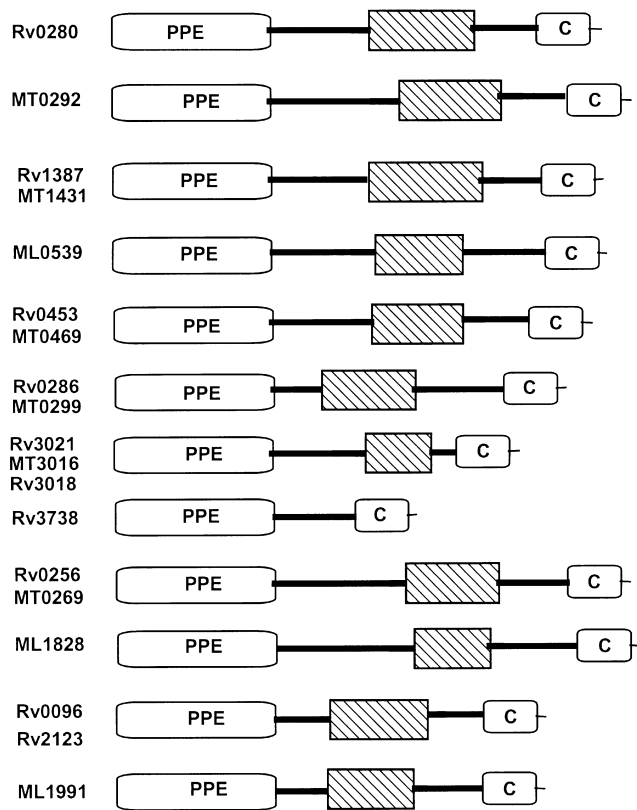 Rv0280 PPE C
MT0292 PPE C
Rv1387
MT1431 PPE C
ML0539 PPE C
Rv0453
MT0469 PPE C
Rv0286
MT0299 PPE C
Rv3021
MT3016
Rv3018 PPE C
Rv3738 PPE C
Rv0256
MT0269 PPE C
ML1828 PPE C
Rv0096
Rv2123 PPE C
ML1991 PPE C